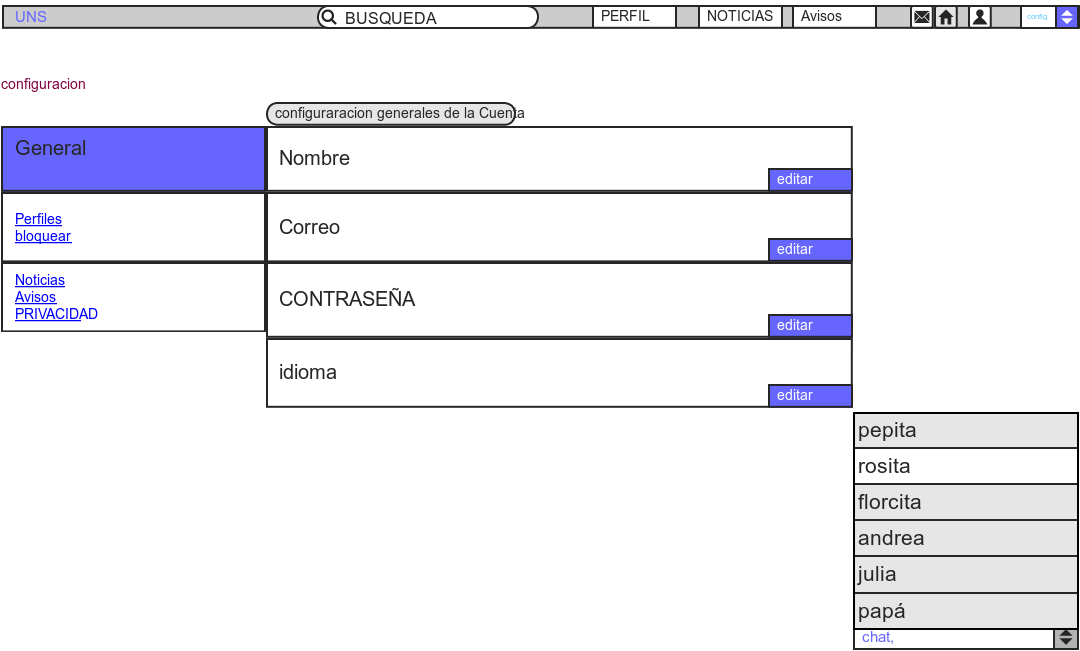 UNS
BUSQUEDA
PERFIL
NOTICIAS
Avisos
config.
configuracion
configuraracion generales de la Cuenta
General
Nombre
editar
Perfiles
bloquear
Correo
editar
Noticias
Avisos
PRIVACIDAD
CONTRASEÑA
editar
idioma
editar
pepita
rosita
florcita
andrea
julia
papá
chat,